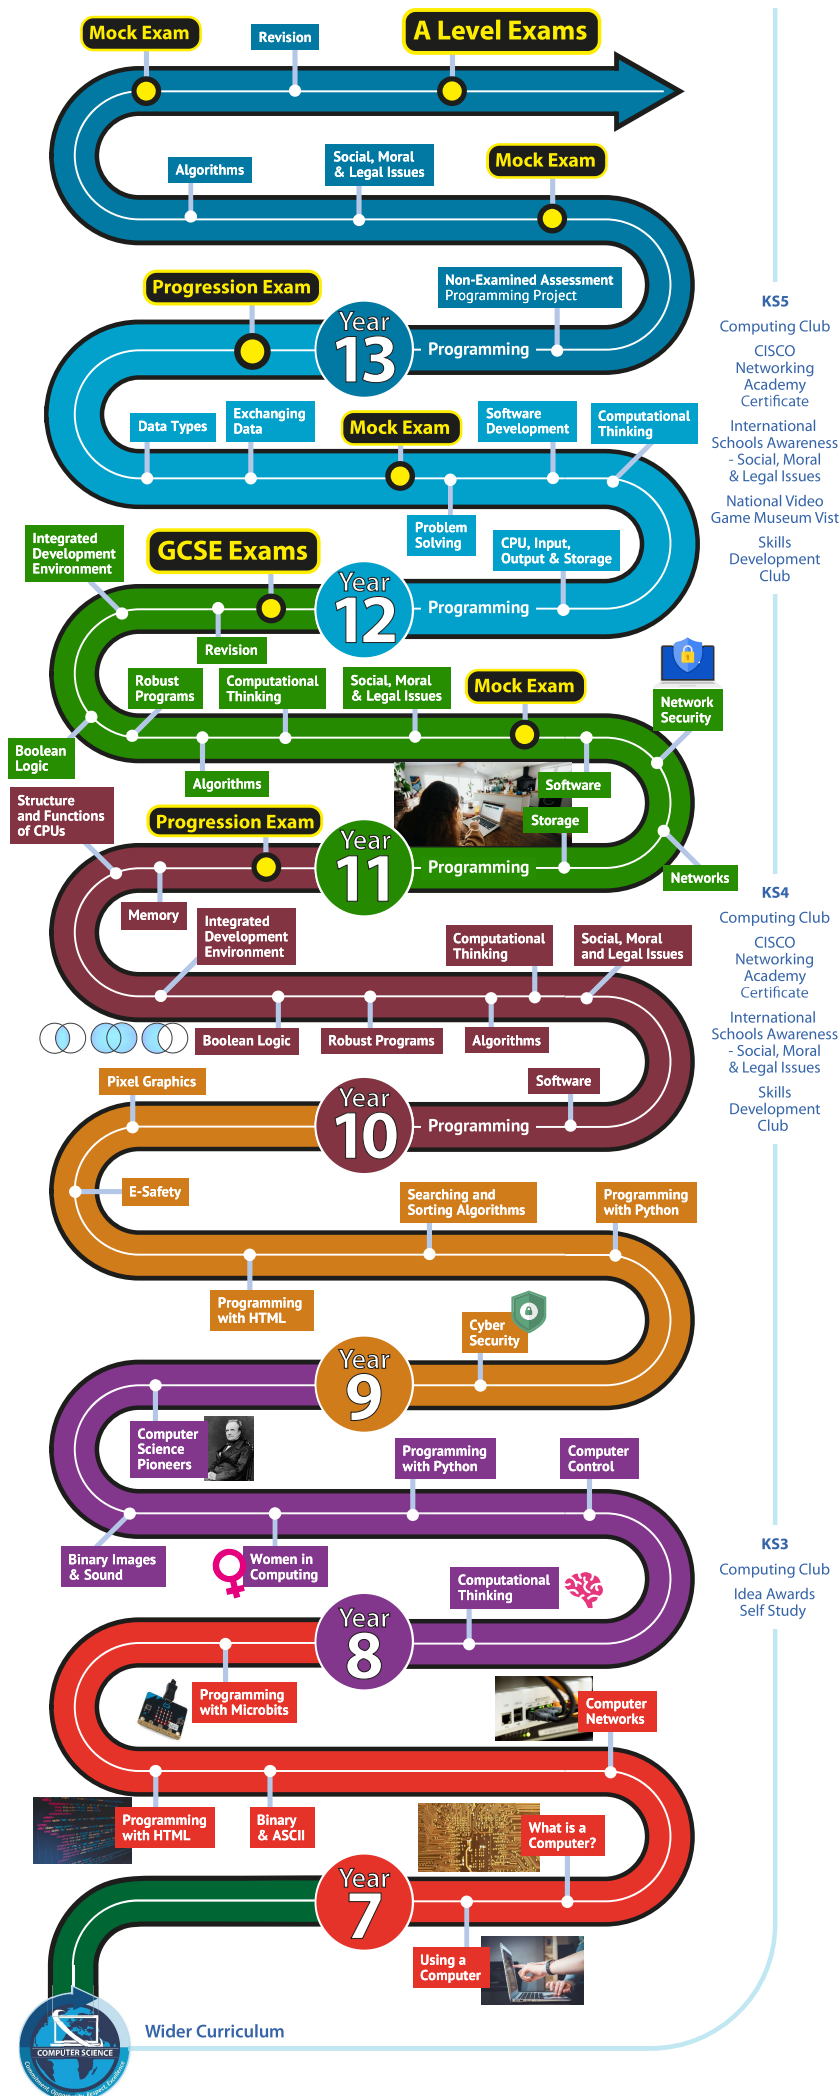 Mock Exam
Revision
A Level Exams
Algorithms
Social, Moral
& Legal Issues
Mock Exam
Progression Exam
Non-Examined Assessment
Programming Project
Year
13
Programming
Data Types
Exchanging
Data
Mock Exam
Software
Development
Computational
Thinking
Problem
Solving
CPU, Input,
Output & Storage
Integrated
Development
Environment
GCSE Exams
Year
12
Programming
Revision
Robust
Programs
Computational
Thinking
Social, Moral
& Legal Issues
Mock Exam
Network
Security
Boolean
Logic
Algorithms
Software
Storage
Structure
and Functions
of CPUs
Progression Exam
Year
11
Programming
Networks
Memory
Integrated
Development
Environment
Computational
Thinking
Social, Moral
and Legal Issues
Boolean Logic
Robust Programs
Algorithms
Pixel Graphics
Software
Year
10
Programming
E-Safety
Searching and
Sorting Algorithms
Programming
with Python
Programming
with HTML
Cyber
Security
Year
9
Computer
Science
Pioneers
Programming
with Python
Computer
Control
Binary Images
& Sound
Women in
Computing
Computational
Thinking
Year
8
Programming
with Microbits
Computer
Networks
Programming
with HTML
Binary
& ASCII
What is a
Computer?
Year
7
Using a
Computer
KS5
Computing Club
CISCO
Networking
Academy
Certificate
International
Schools Awareness
- Social, Moral
& Legal Issues
National Video
Game Museum Vist
Skills
Development
Club
KS4
Computing Club
CISCO
Networking
Academy
Certificate
International
Schools Awareness
- Social, Moral
& Legal Issues
Skills
Development
Club
KS3
Computing Club
Idea Awards
Self Study
Wider Curriculum
COMPUTER SCIENCE
Commitment, Opportunity, Respect, Excellence